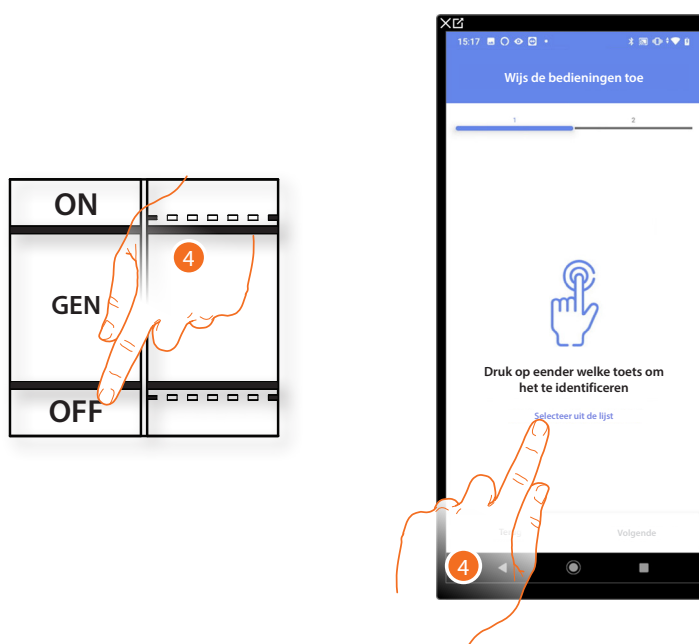 15:17
Wijs de bedieningen toe
1
2
ON
4
GEN
OFF
Druk op eender welke toets om
het te identificeren
Selecteer uit de lijst
Terug
Volgende
4